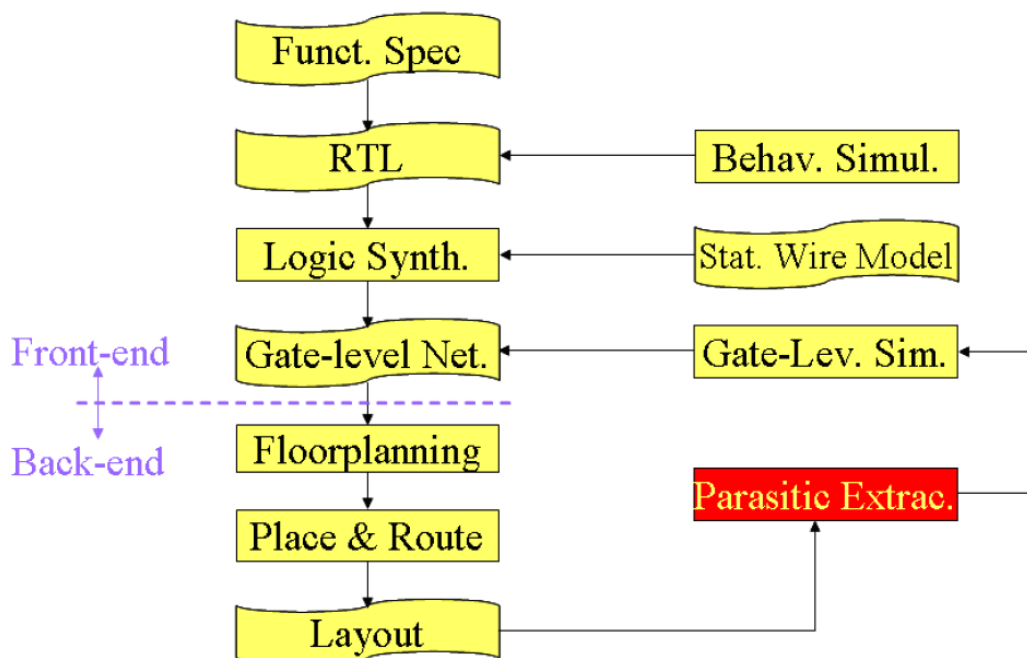 Funct. Spec
RTL
Behav. Simul.
Logic Synth.
Stat. Wire Model
Front-end
Gate-level Net.
Gate-Lev. Sim.
Back-end
Floorplanning
Parasitic Extrac.
Place & Route
Layout